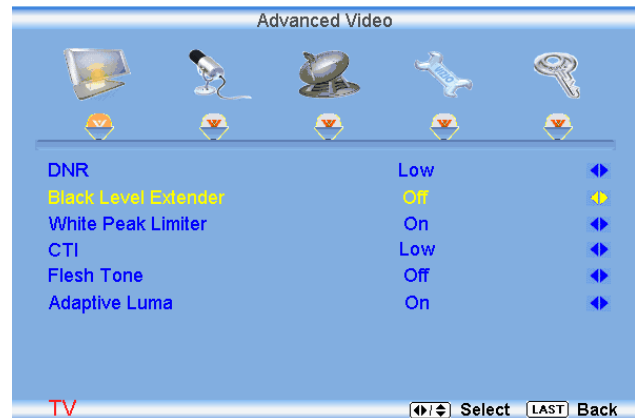 Advanced Video
VIZIO
DNR Low
Black Level Extender Off
White Peak Limiter On
CTI Low
Flesh Tone Off
Adaptive Luma On
TV Select LAST Back